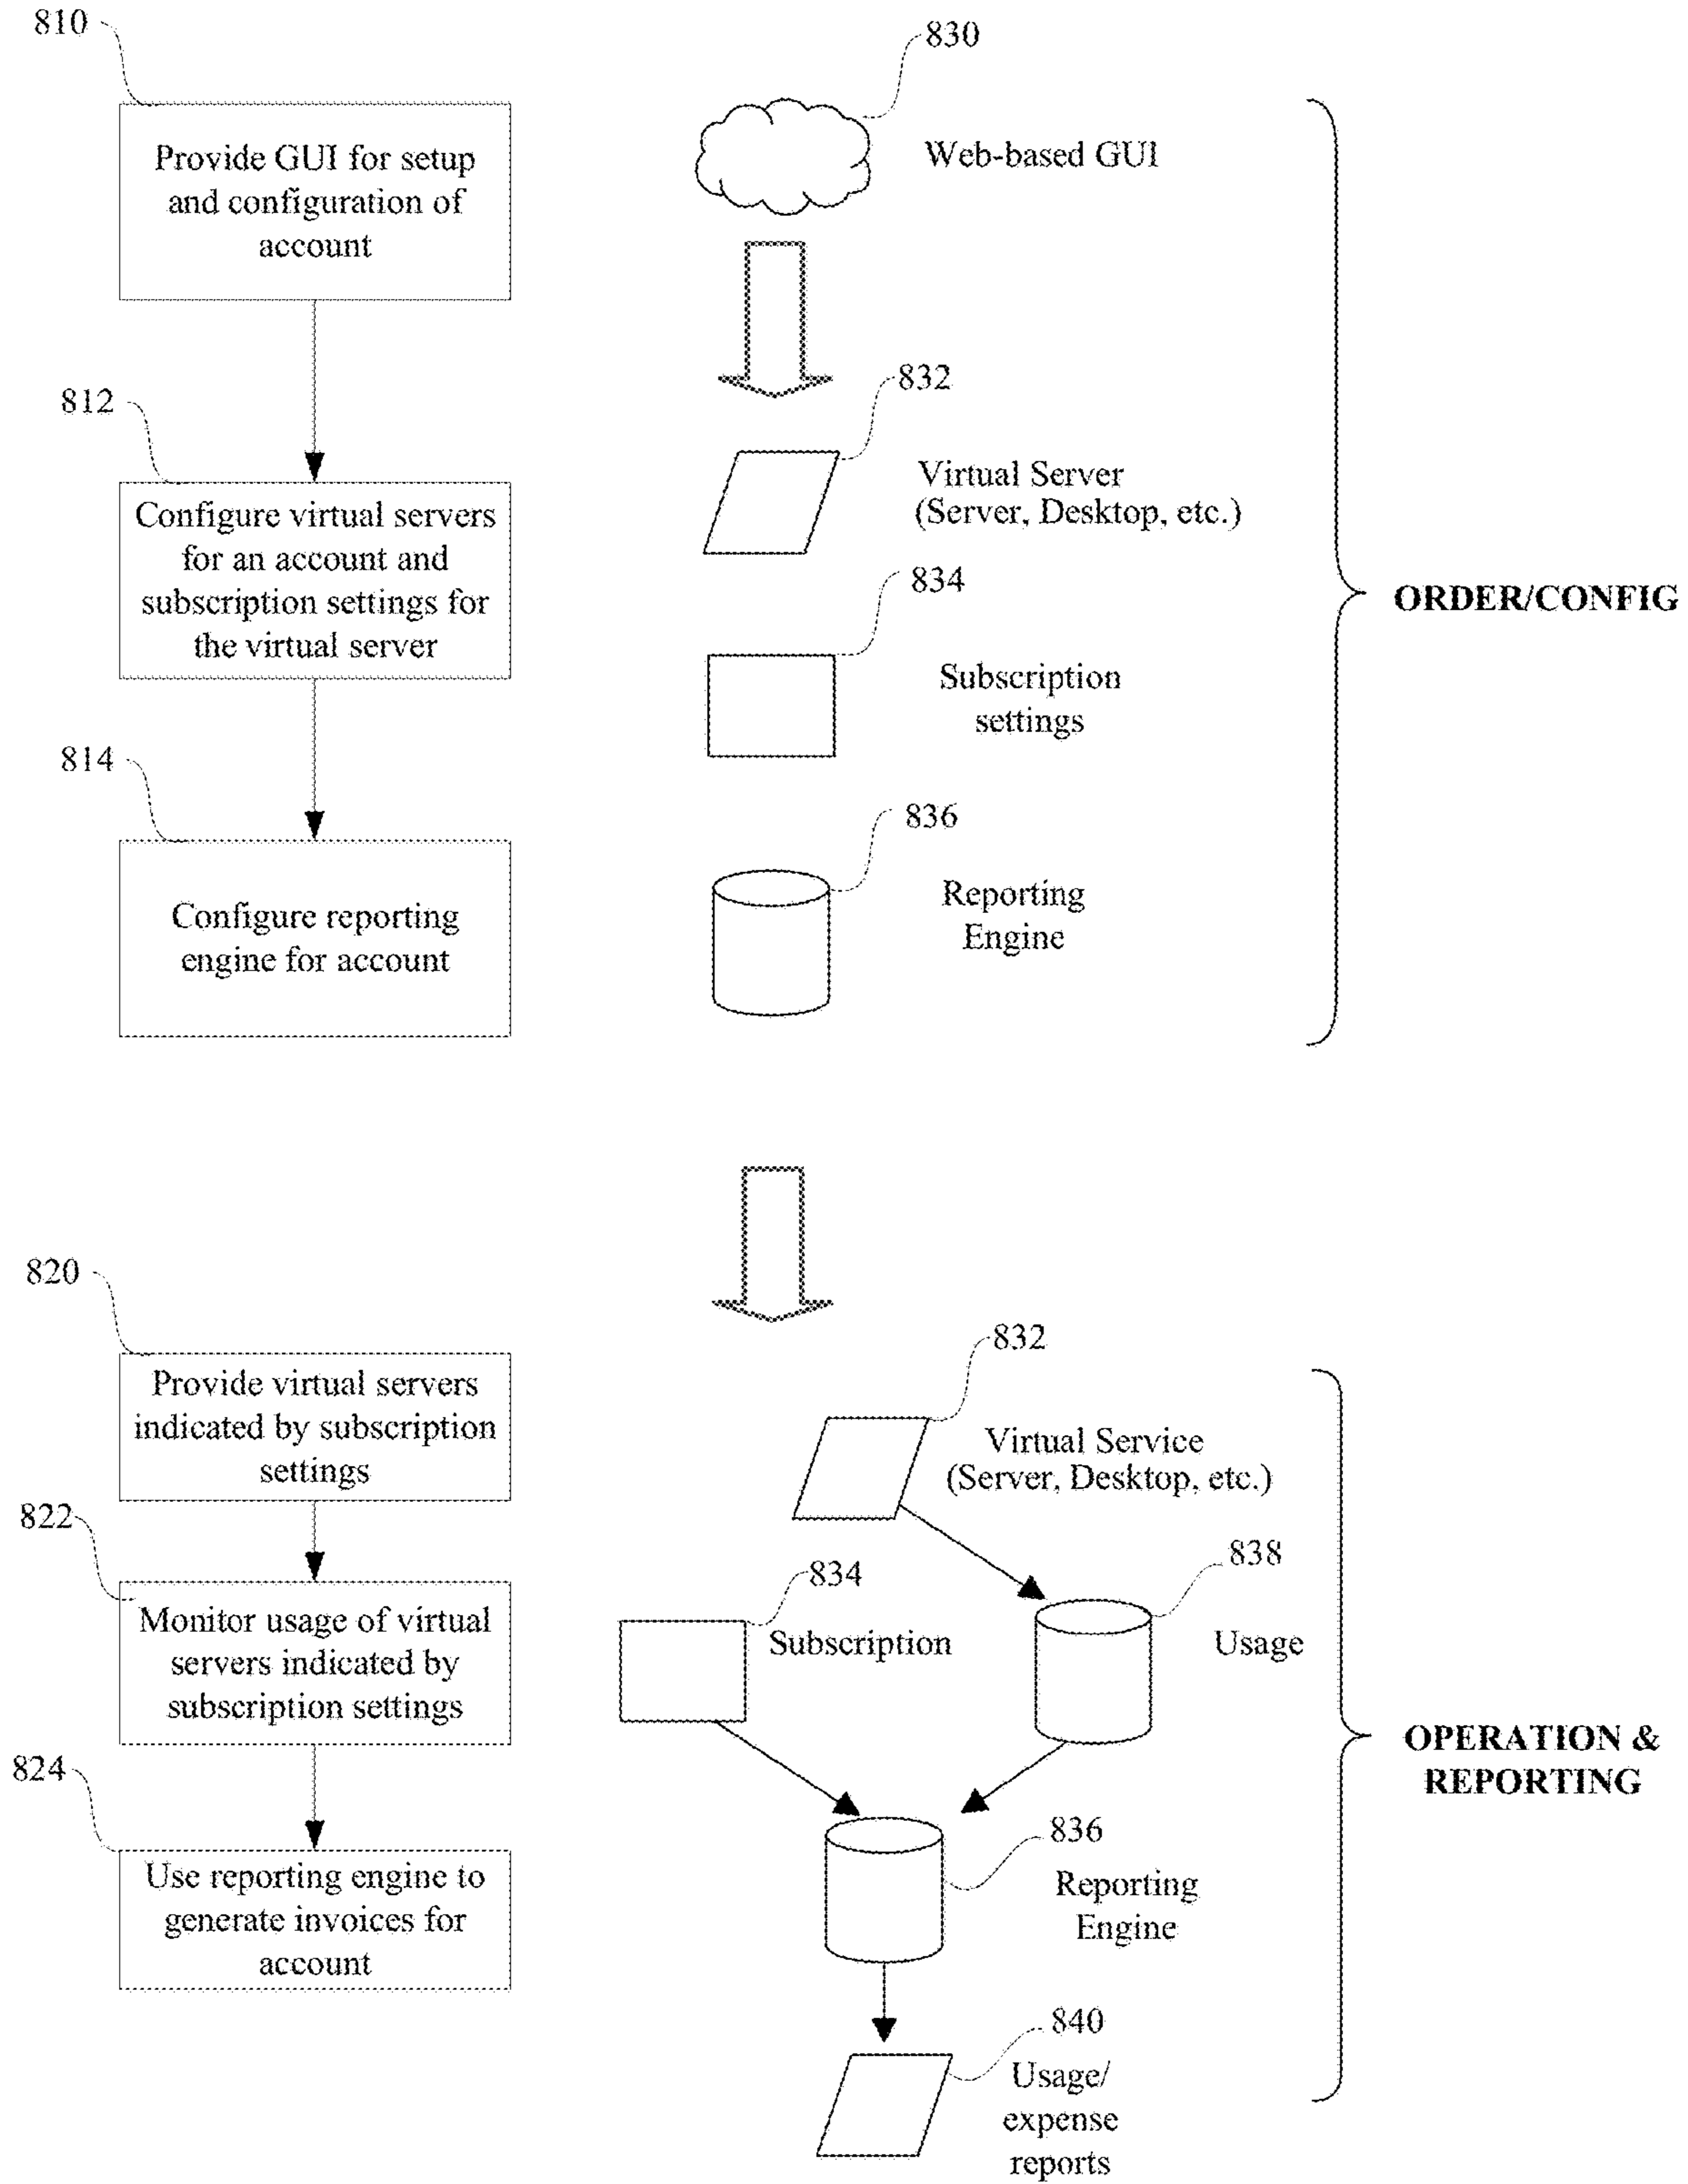 810
830
Provide GUI for setup
and configuration of
account
Web-based GUI
812
832
Configure virtual servers
for an account and
subscription settings for
the virtual server
Virtual Server
(Server, Desktop, etc.)
834
Subscription
settings
ORDER/CONFIG
814
836
Configure reporting
engine for account
Reporting
Engine
820
832
Provide virtual servers
indicated by subscription
settings
Virtual Service
(Server, Desktop, etc.)
822
834
838
Monitor usage of virtual
servers indicated by
subscription settings
Subscription
Usage
OPERATION &
REPORTING
824
836
Use reporting engine to
generate invoices for
account
Reporting
Engine
840
Usage/
expense
reports